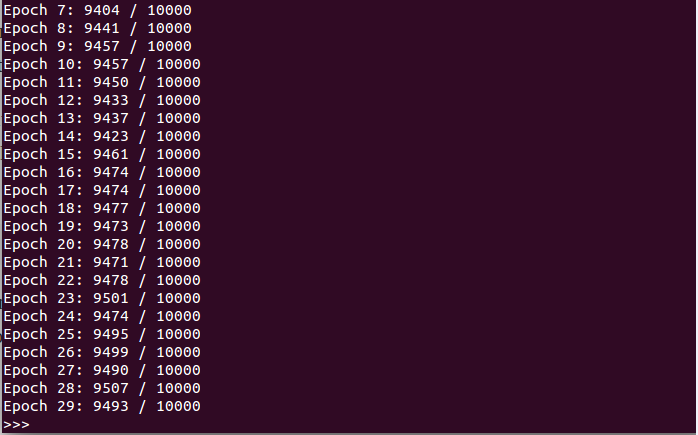 Epoch 7: 9404 / 10000
Epoch 8: 9441 / 10000
Epoch 9: 9457 / 10000
Epoch 10: 9457 / 10000
Epoch 11: 9450 / 10000
Epoch 12: 9433 / 10000
Epoch 13: 9437 / 10000
Epoch 14: 9423 / 10000
Epoch 15: 9461 / 10000
Epoch 16: 9474 / 10000
Epoch 17: 9474 / 10000
Epoch 18: 9477 / 10000
Epoch 19: 9473 / 10000
Epoch 20: 9478 / 10000
Epoch 21: 9471 / 10000
Epoch 22: 9478 / 10000
Epoch 23: 9501 / 10000
Epoch 24: 9474 / 10000
Epoch 25: 9495 / 10000
Epoch 26: 9499 / 10000
Epoch 27: 9490 / 10000
Epoch 28: 9507 / 10000
Epoch 29: 9493 / 10000
>>>